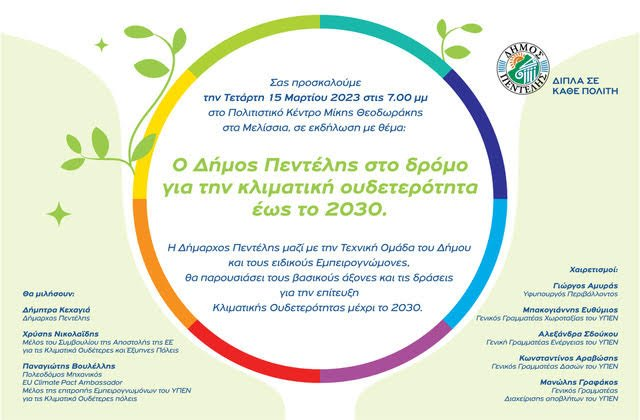 Σας προσκαλούμε
την Τετάρτη 15 Μαρτίου 2023 στις 7.00 μμ
στο Πολιτιστικό Κέντρο Μίκης Θεοδωράκης
στα Μελίσσια, σε εκδήλωση με θέμα:
Ο Δήμος Πεντέλης στο δρόμο
για την κλιματική ουδετερότητα
έως το 2030.
Η Δήμαρχος Πεντέλης μαζί με την Τεχνική Ομάδα του Δήμου
και τους ειδικούς Εμπειρογνώμονες,
θα παρουσιάσει τους βασικούς άξονες και τις δράσεις
για την επίτευξη
Κλιματικής Ουδετερότητας μέχρι το 2030.
ΔΗΜΟΣ
ΠΕΝΤΕΛΗΣ
ΔΙΠΛΑ ΣΕ
ΚΑΘΕ ΠΟΛΙΤΗ
Θα μιλήσουν:
Δήμητρα Κεχαγιά
Δήμαρχος Πεντέλης
Χρύσης Νικολαΐδης
Μέλος του Συμβουλίου της Αποστολής της ΕΕ
για τις Κλιματικά Ουδέτερες και Εξυπνες Πόλεις
Παναγιώτης Βουλέλλης
Πολεοδόμος Μηχανικός
EU Climate Pact Ambassador
Μέλος της επιτροπής Εμπειρογνωμόνων του ΥΠΕΝ
για τις Κλιματικά Ουδέτερες πόλεις
Χαιρετισμοί:
Γιώργος Αμυράς
Υφυπουργός Περιβάλλοντος
Μπακογιάννης Ευθύμιος
Γενικός Γραμματέας Χωροταξίας του ΥΠΕΝ
Αλεξάνδρα Σδούκου
Γενική Γραμματέας Ενέργειας του ΥΠΕΝ
Κωνσταντίνος Αραβώσης
Γενικός Γραμματέας Δασών του ΥΠΕΝ
Μανώλης Γραφάκος
Γενικός Γραμματέας
Διαχείρισης αποβλήτων του ΥΠΕΝ